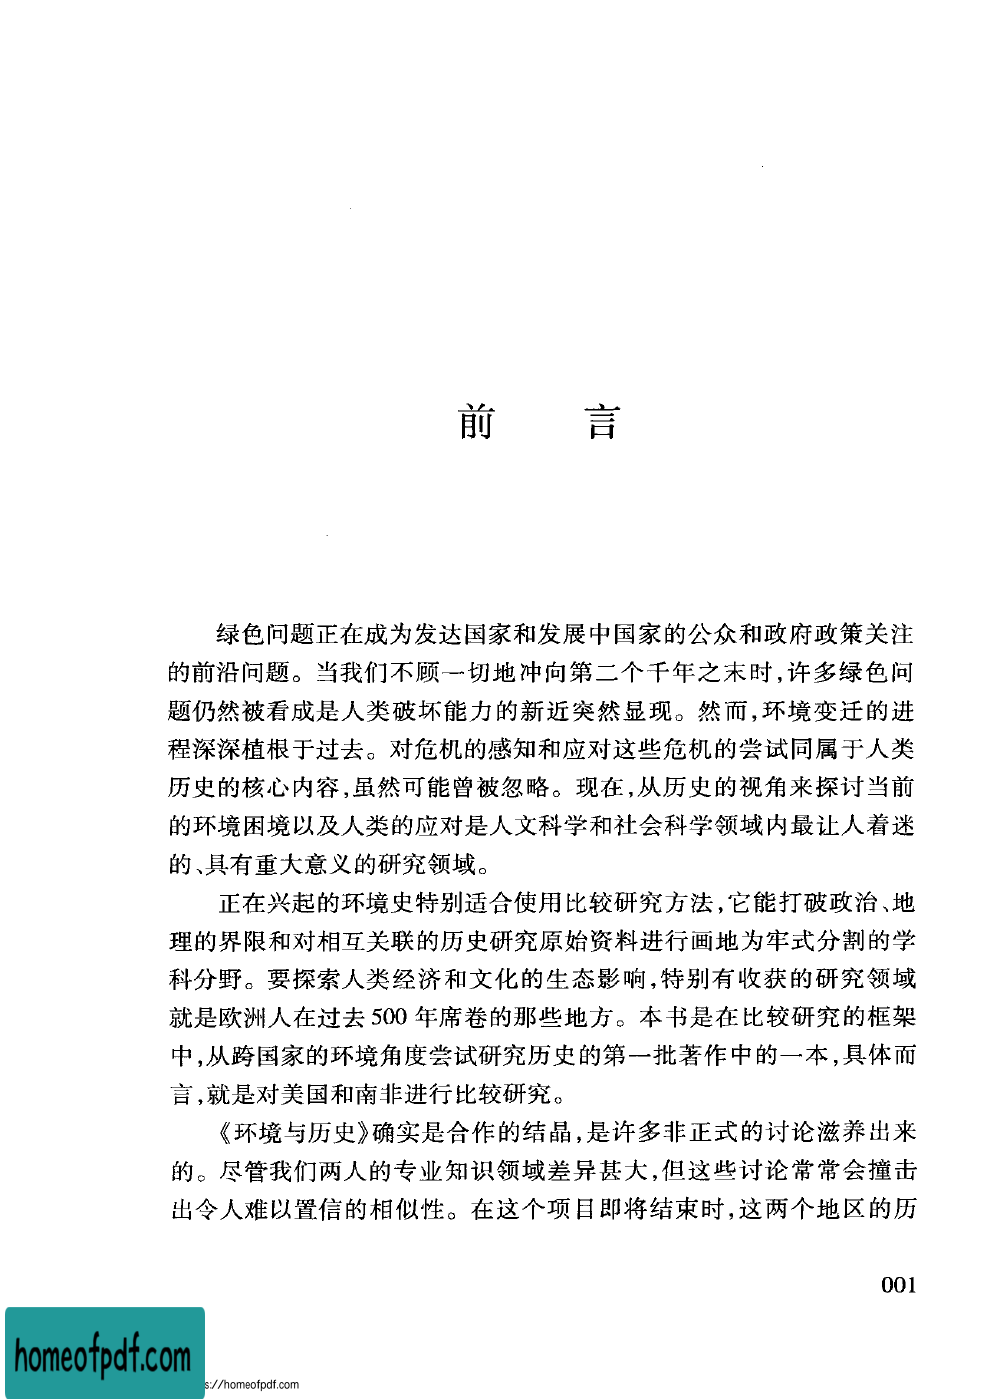 前 言
绿色问题正在成为发达国家和发展中国家的公众和政府政策关注
的前沿问题。当我们不顾一切地冲向第二个千年之末时,许多绿色问
题仍然被看成是人类破坏能力的新近突然显现。然而,环境变迁的进
程深深植根于过去。对危机的感知和应对这些危机的尝试同属于人类
历史的核心内容,虽然可能曾被忽略。现在,从历史的视角来探讨当前
的环境困境以及人类的应对是人文科学和社会科学领域内最让人着迷
的、具有重大意义的研究领域。
正在兴起的环境史特别适合使用比较研究方法,它能打破政治、地
理的界限和对相互关联的历史研究原始资料进行画地为牢式分割的学
科分野。要探索人类经济和文化的生态影响,特别有收获的研究领域
就是欧洲人在过去500年席卷的那些地方。本书是在比较研究的框架
中,从跨国家的环境角度尝试研究历史的第一批著作中的一本,具体而
言,就是对美国和南非进行比较研究。
《环境与历史》确实是合作的结晶,是许多非正式的讨论滋养出来
的。尽管我们两人的专业知识领域差异甚大,但这些讨论常常会撞击
出令人难以置信的相似性。在这个项目即将结束时,这两个地区的历
001
homeofpdf.com
s://homeofpdf.com